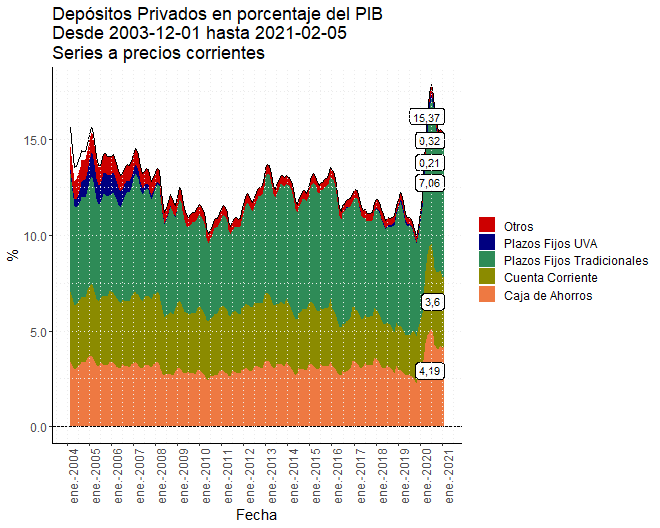 Depósitos Privados en porcentaje del PIB
Desde 2003-12-01 hasta 2021-02-05
Series a precios corrientes
%
15.0
10.0
5.0
0.0
15,37
0,32
0,21
7,06
3,6
4,19
ene.-2004
ene.-2005
ene.-2006
ene.-2007
ene.-2008
ene.-2009
ene.-2010
ene.-2011
ene.-2012
ene.-2013
ene.-2014
ene.-2015
ene.-2016
ene.-2017
ene.-2018
ene.-2019
ene.-2020
ene.-2021
Fecha
Otros
Plazos Fijos UVA
Plazos Fijos Tradicionales
Cuenta Corriente
Caja de Ahorros